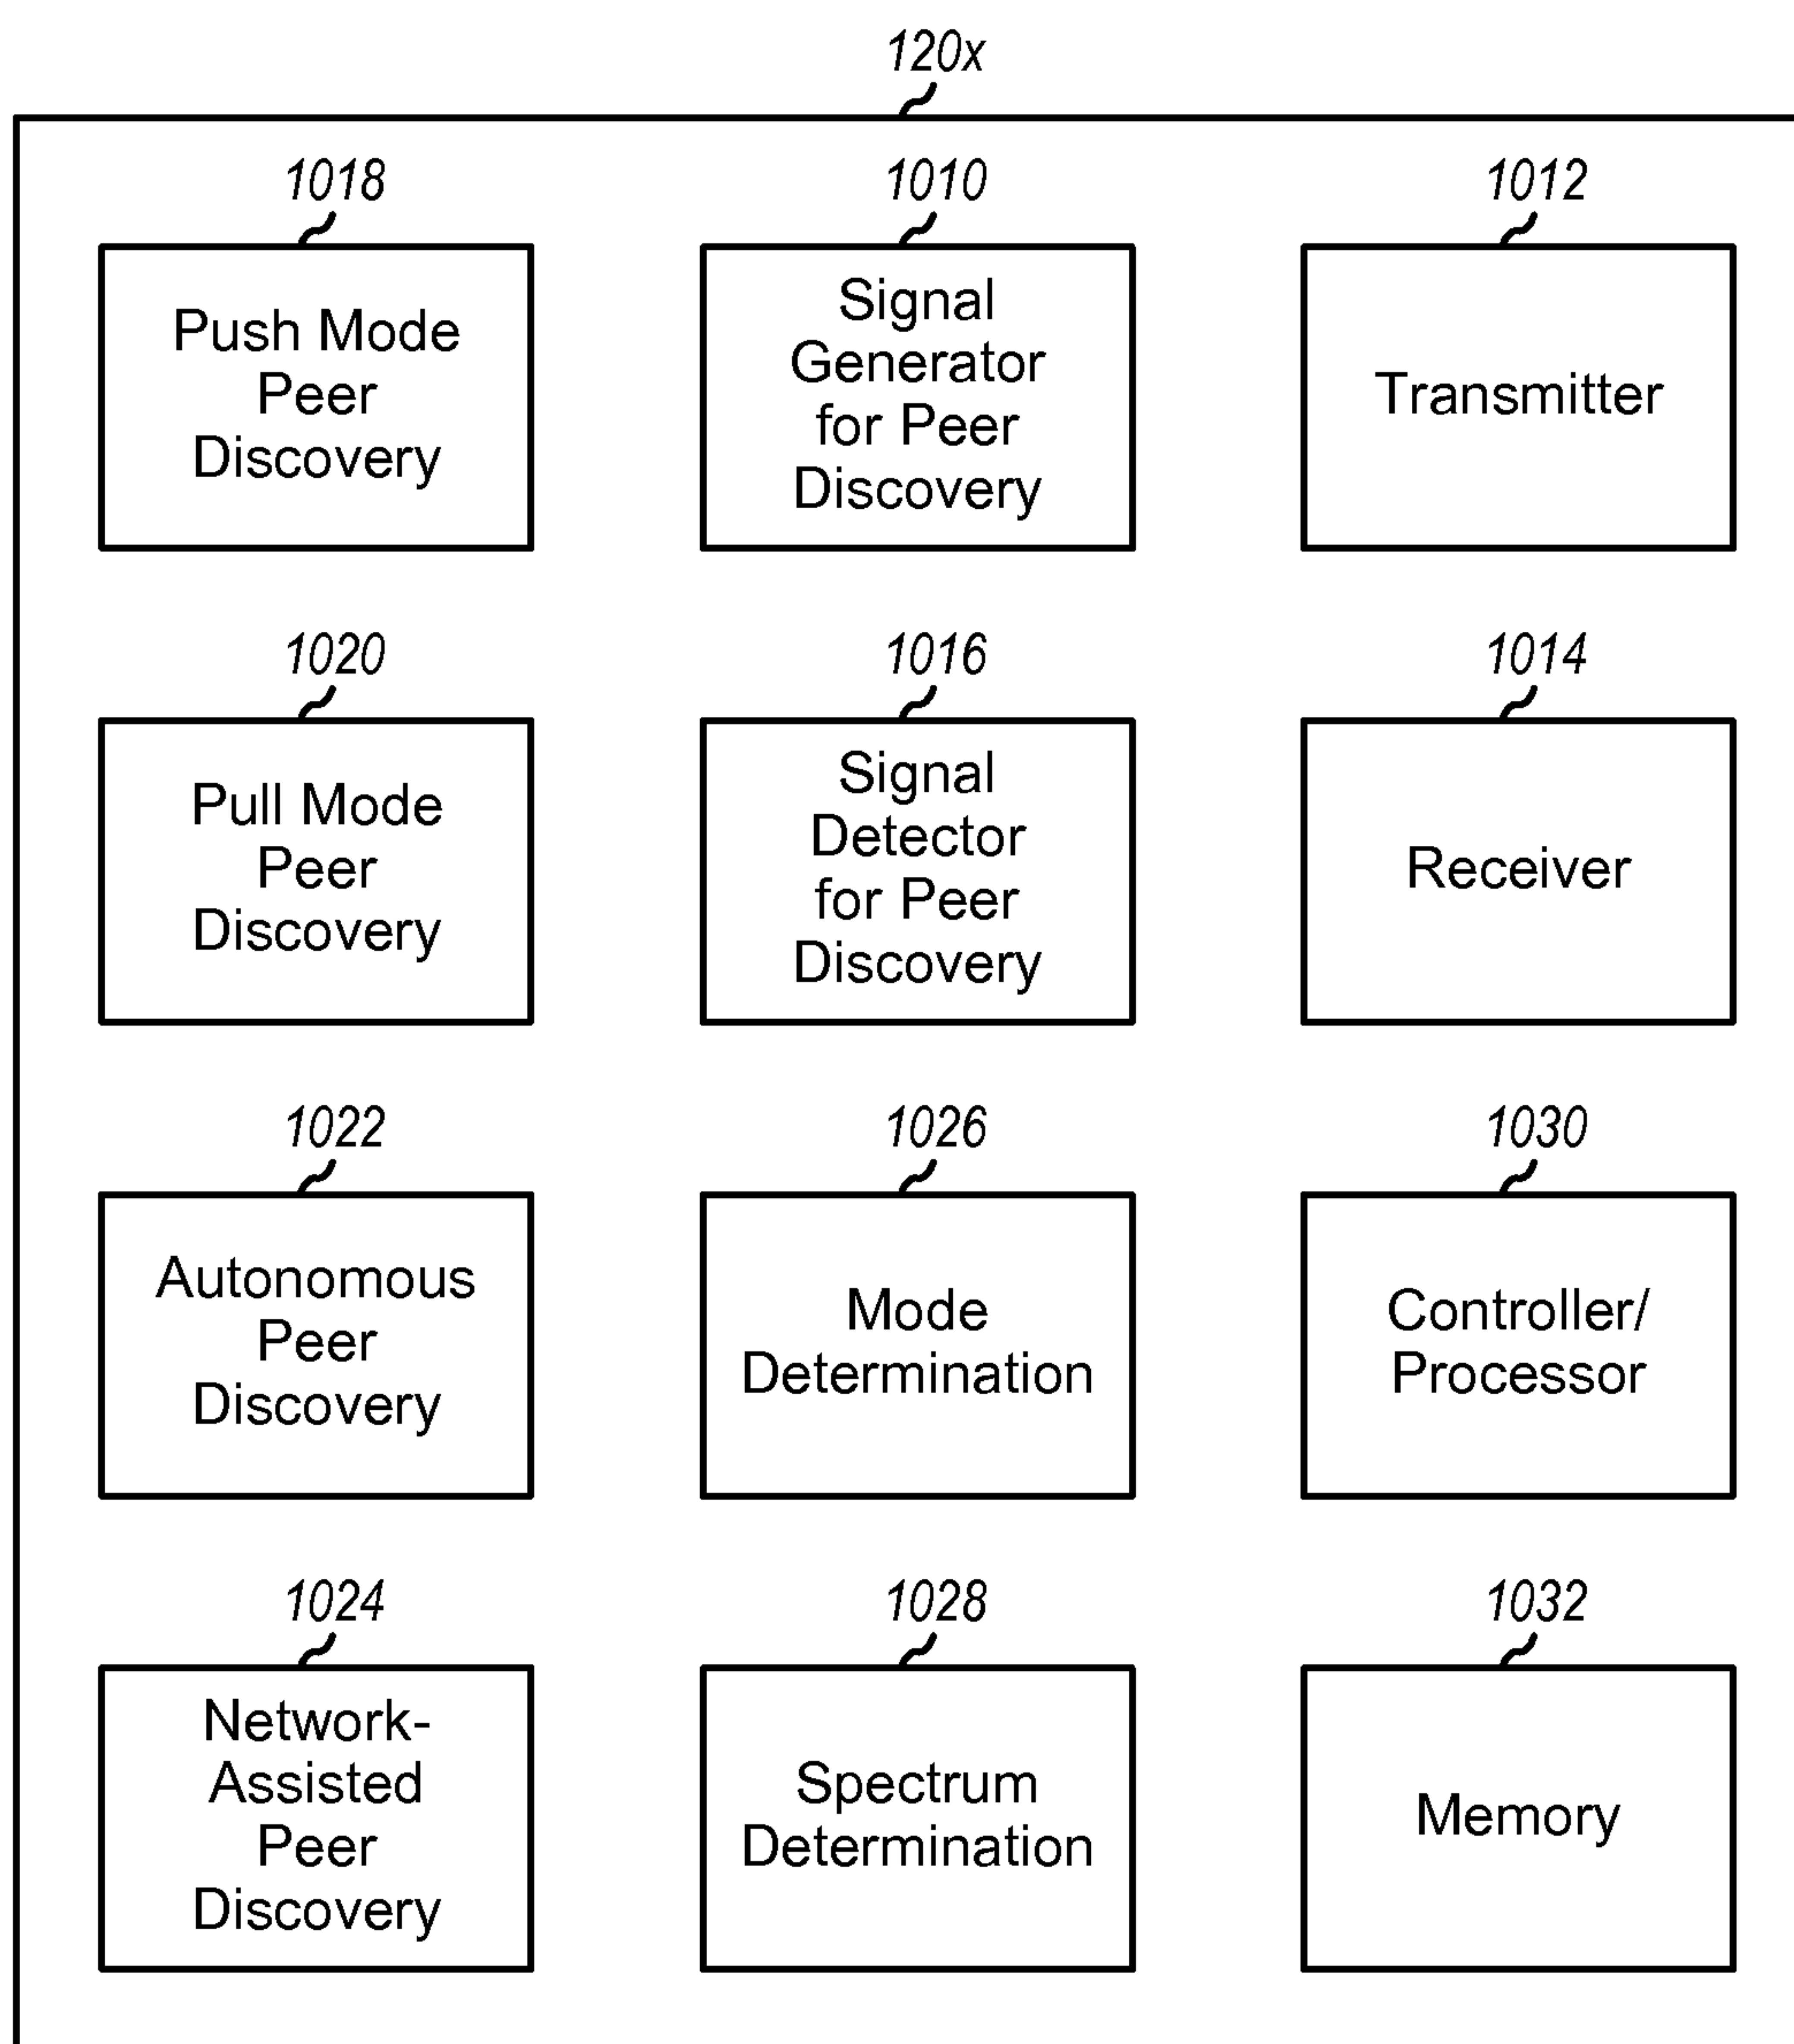 120x
1018
Push Mode
Peer
Discovery
1010
Signal
Generator
for Peer
Discovery
1012
Transmitter
1020
Pull Mode
Peer
Discovery
1016
Signal
Detector
for Peer
Discovery
1014
Receiver
1022
Autonomous
Peer
Discovery
1026
Mode
Determination
1030
Controller/
Processor
1024
Network-
Assisted
Peer
Discovery
1028
Spectrum
Determination
1032
Memory